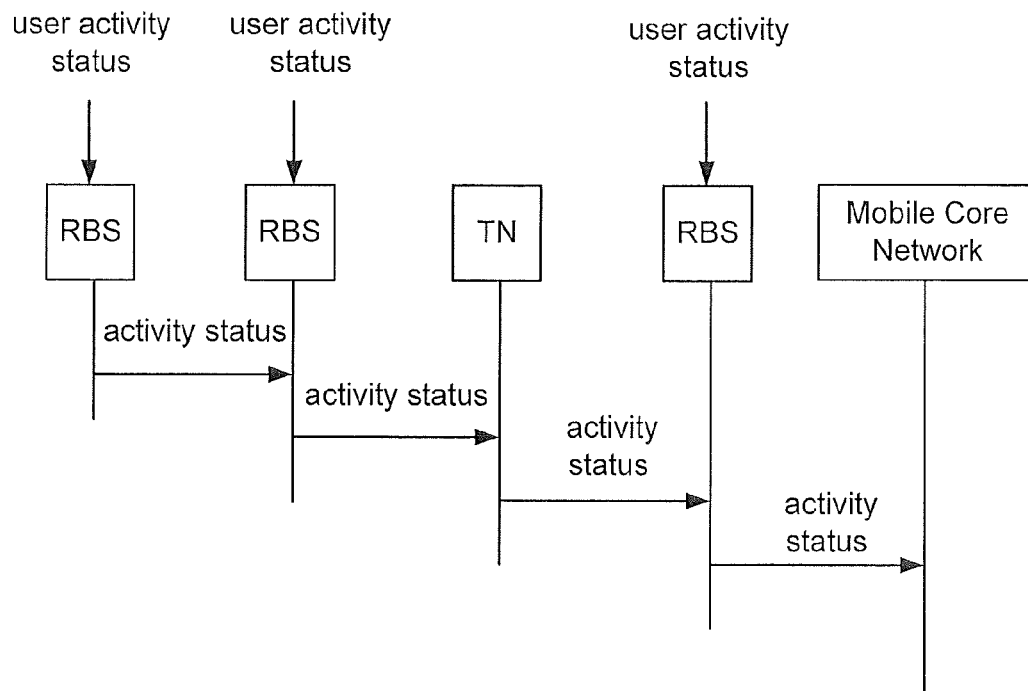 user activity
status
user activity
status
user activity
status
RBS
RBS
TN
RBS
Mobile Core
Network
activity status
activity status
activity
status
activity
status